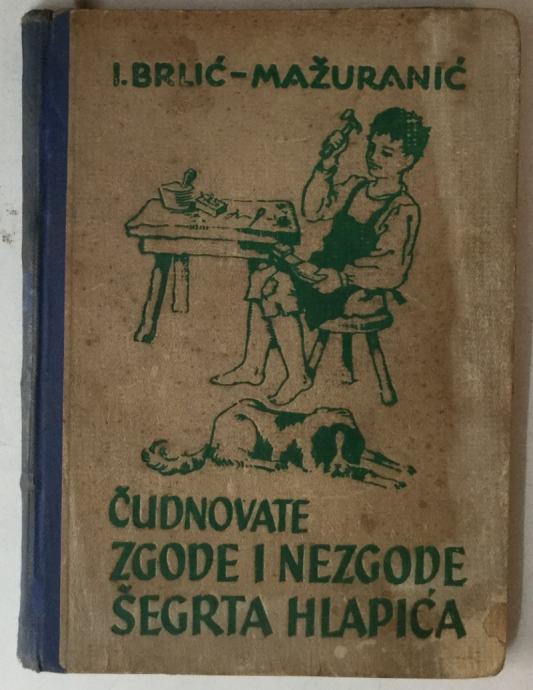 I. BRLIĆ-MAŽURANIĆ
ČUDNOVATE
ZGODE I NEZGODE
ŠEGRTA HLAPIĆA